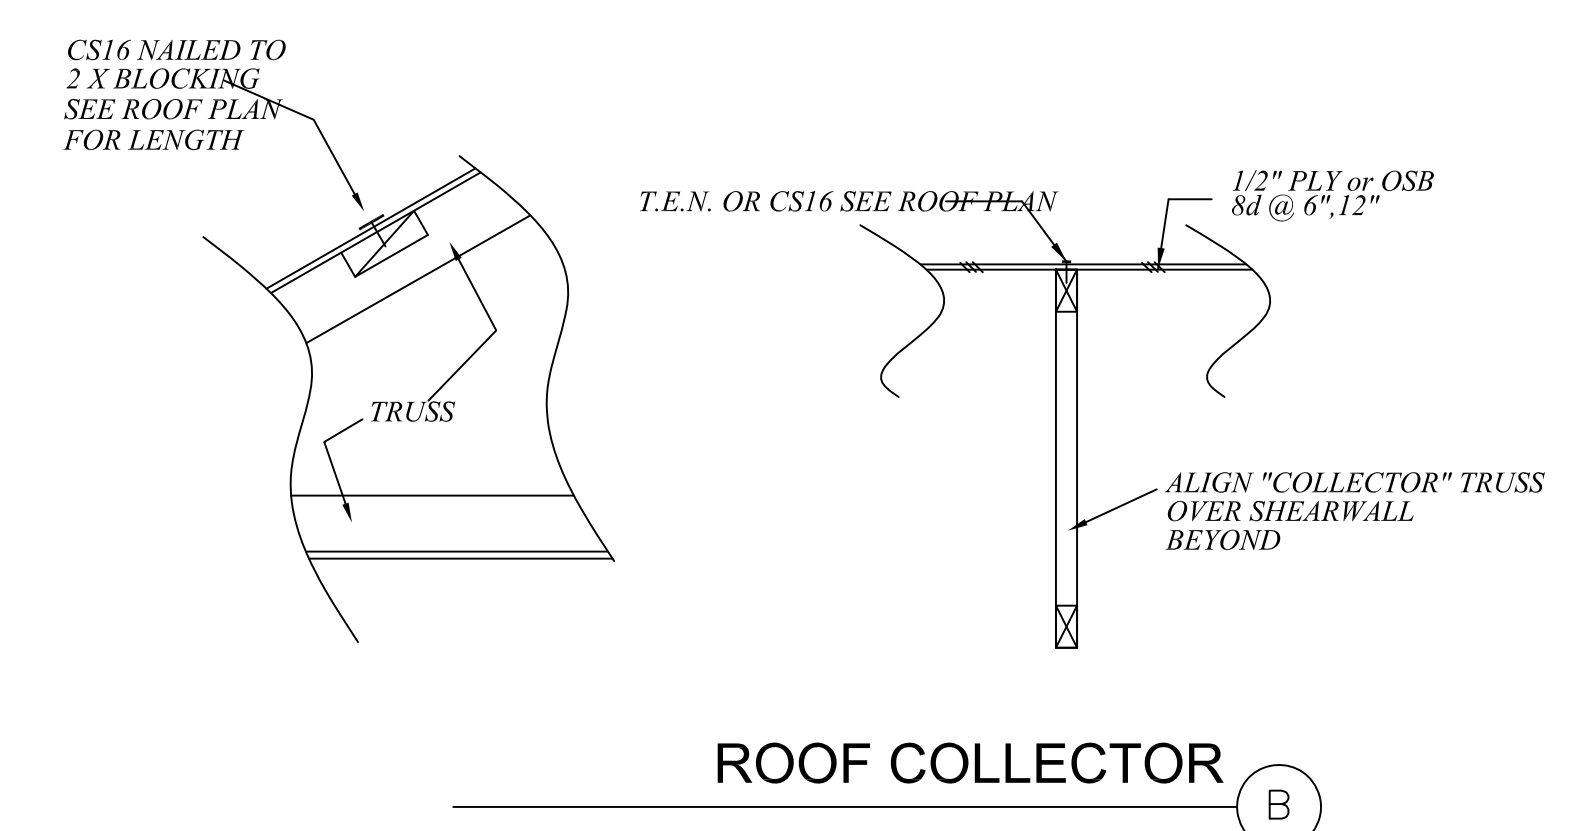 CS16 NAILED TO
2 X BLOCKING
SEE ROOF PLAN
FOR LENGTH
T.E.N. OR CS16 SEE ROOF PLAN
1/2" PLY or OSB
8d @ 6",12"
TRUSS
ALIGN "COLLECTOR" TRUSS
OVER SHEARWALL
BEYOND
ROOF COLLECTOR
B